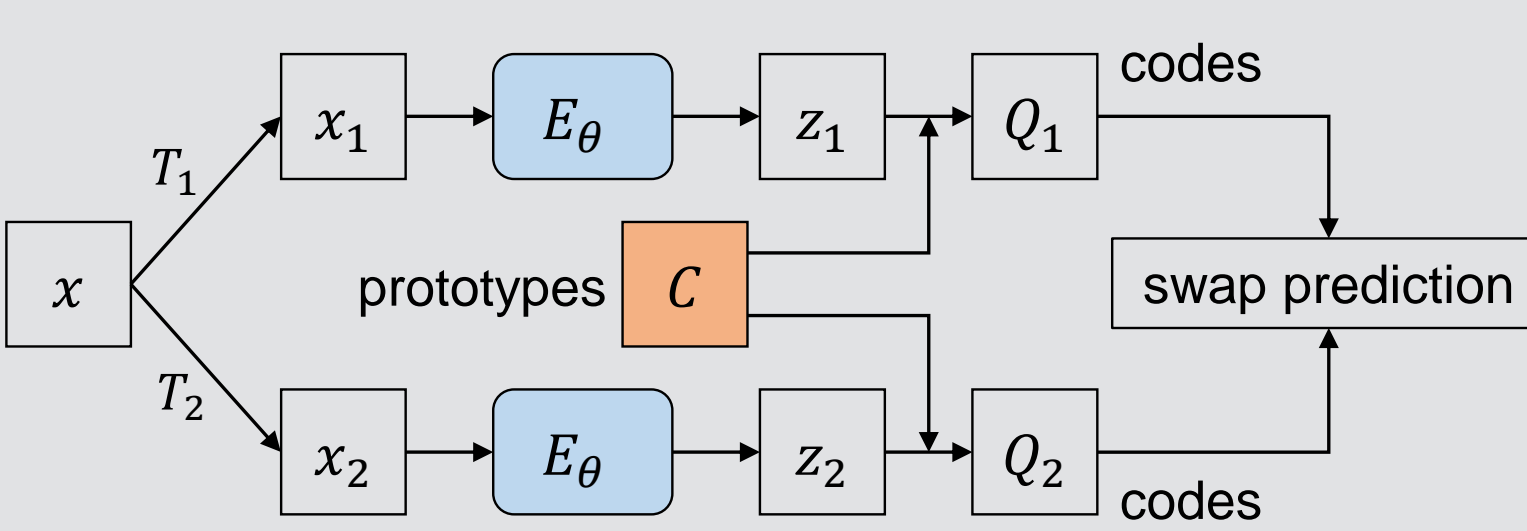 codes
x₁ E_θ z₁ Q₁
T₁
x prototypes C swap prediction
T₂
x₂ E_θ z₂ Q₂
codes